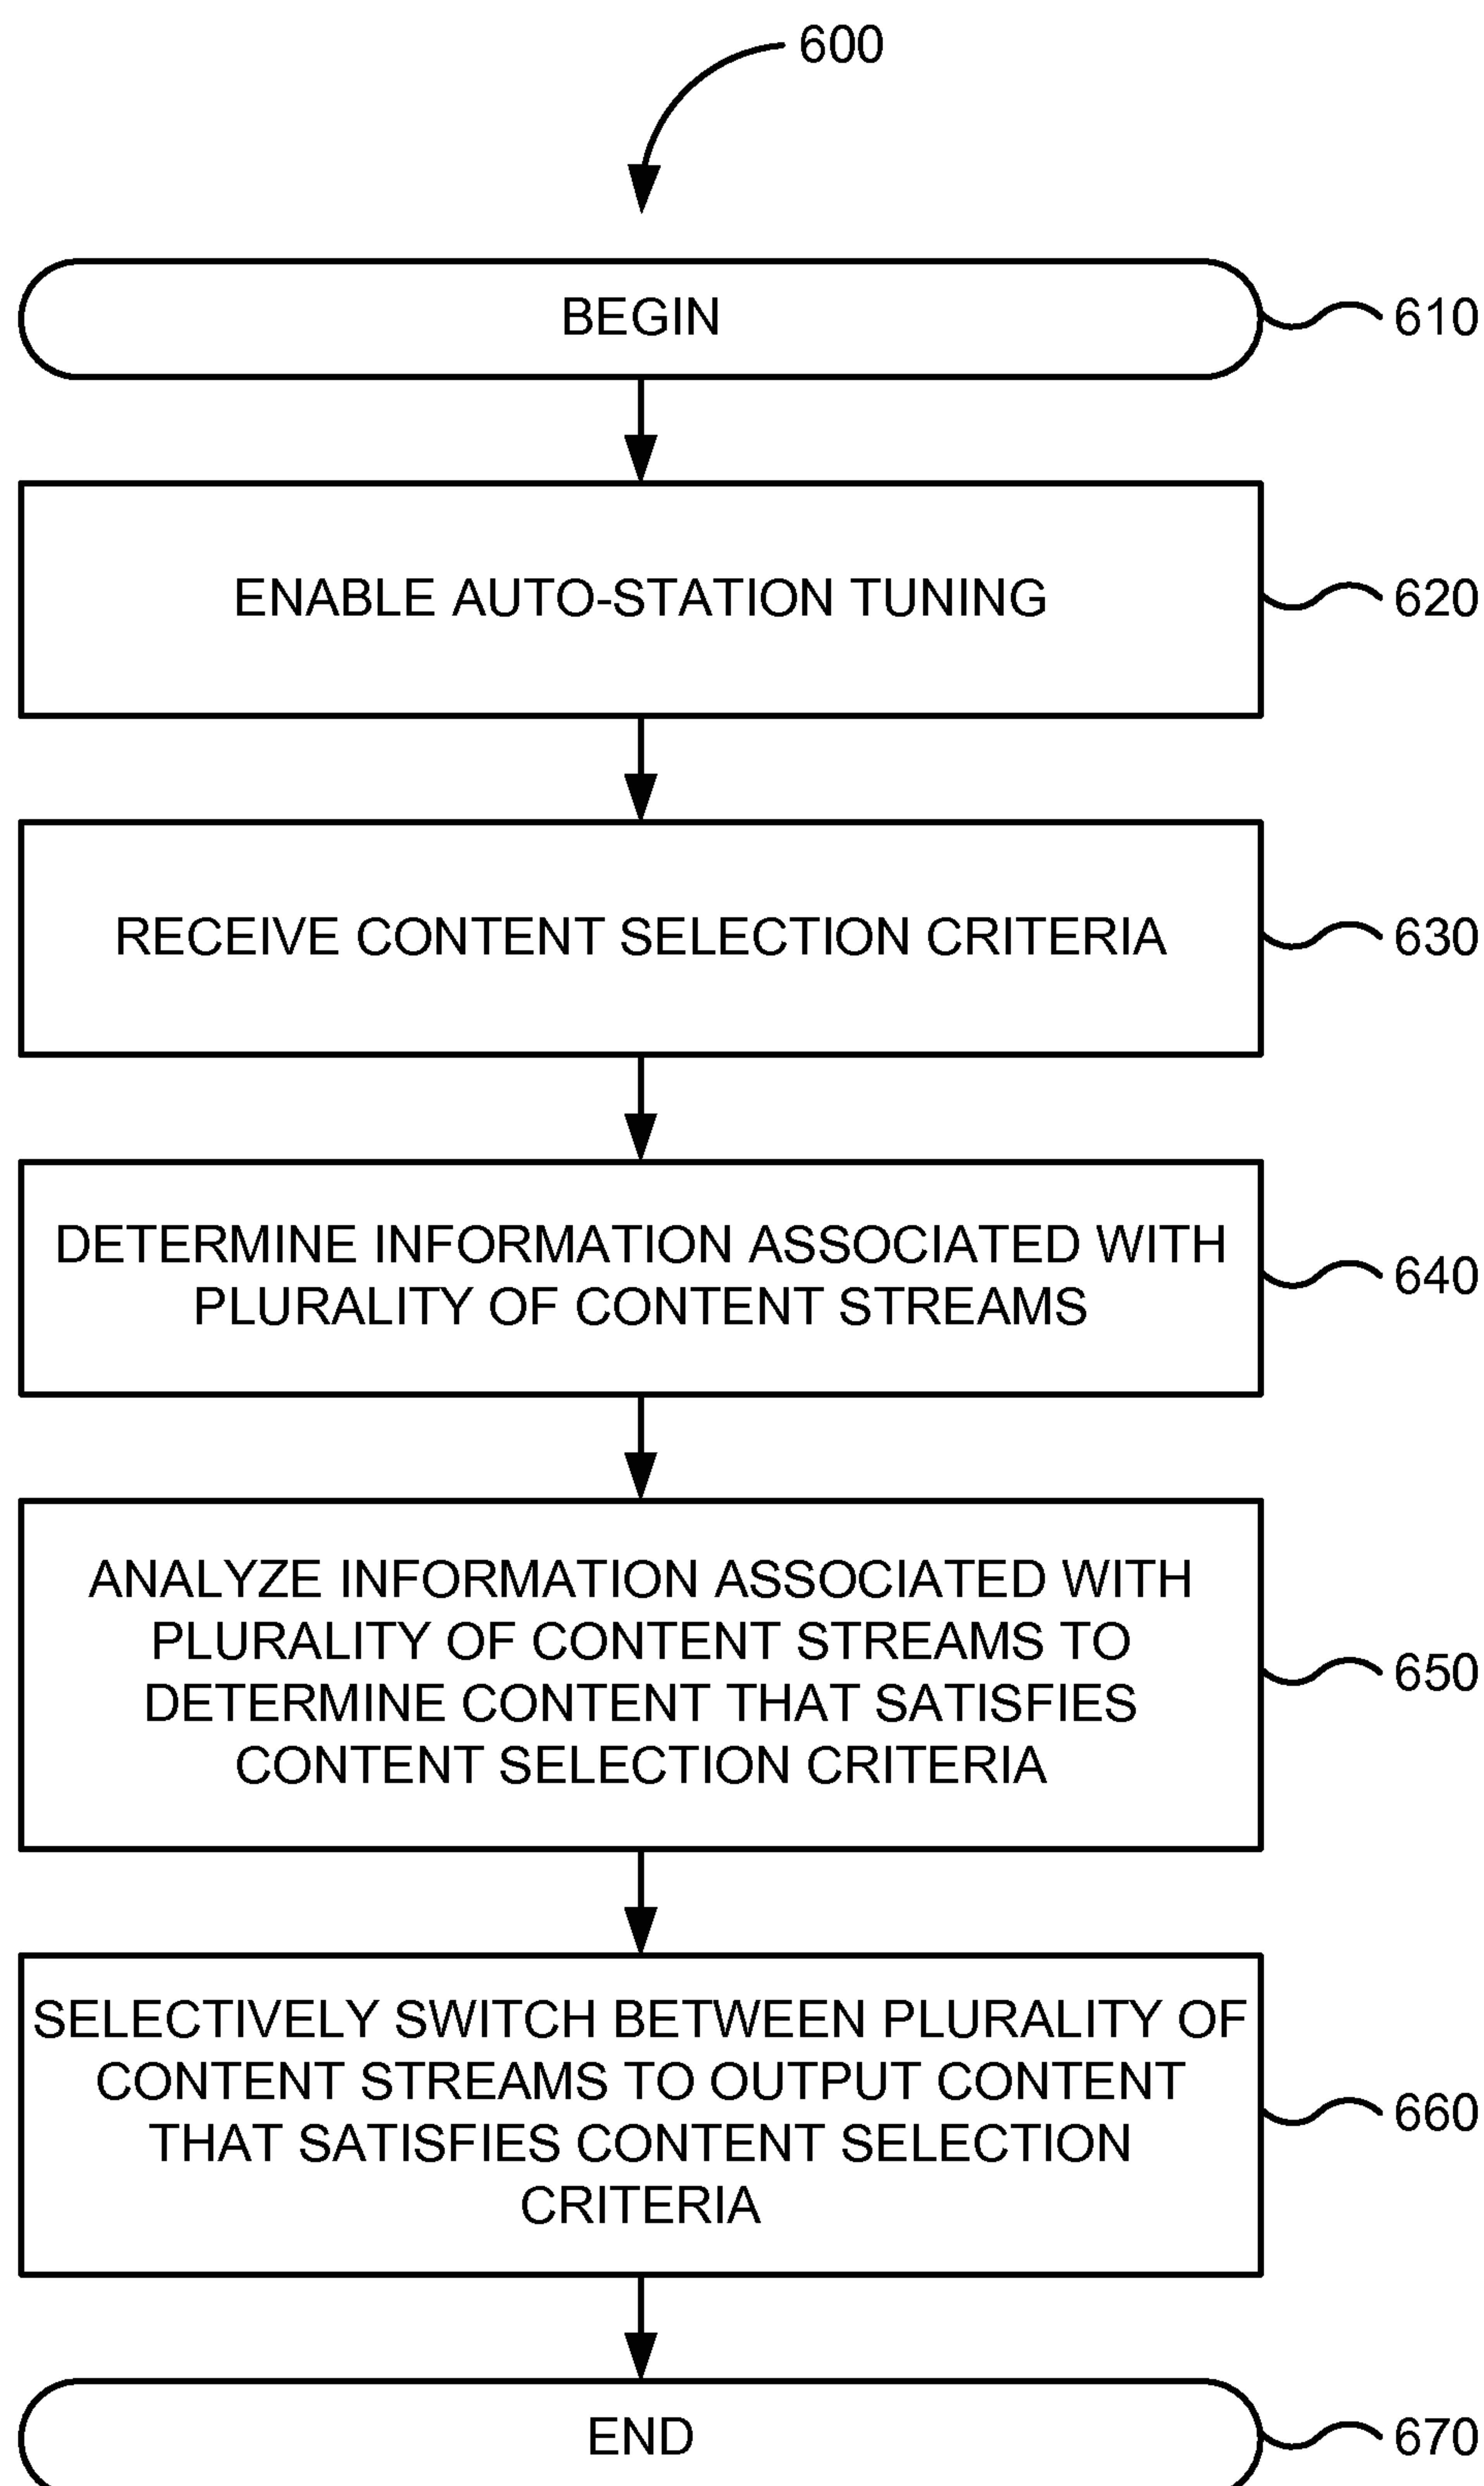 600
BEGIN
610
ENABLE AUTO-STATION TUNING
620
RECEIVE CONTENT SELECTION CRITERIA
630
DETERMINE INFORMATION ASSOCIATED WITH
PLURALITY OF CONTENT STREAMS
640
ANALYZE INFORMATION ASSOCIATED WITH
PLURALITY OF CONTENT STREAMS TO
DETERMINE CONTENT THAT SATISFIES
CONTENT SELECTION CRITERIA
650
SELECTIVELY SWITCH BETWEEN PLURALITY OF
CONTENT STREAMS TO OUTPUT CONTENT
THAT SATISFIES CONTENT SELECTION
CRITERIA
660
END
670